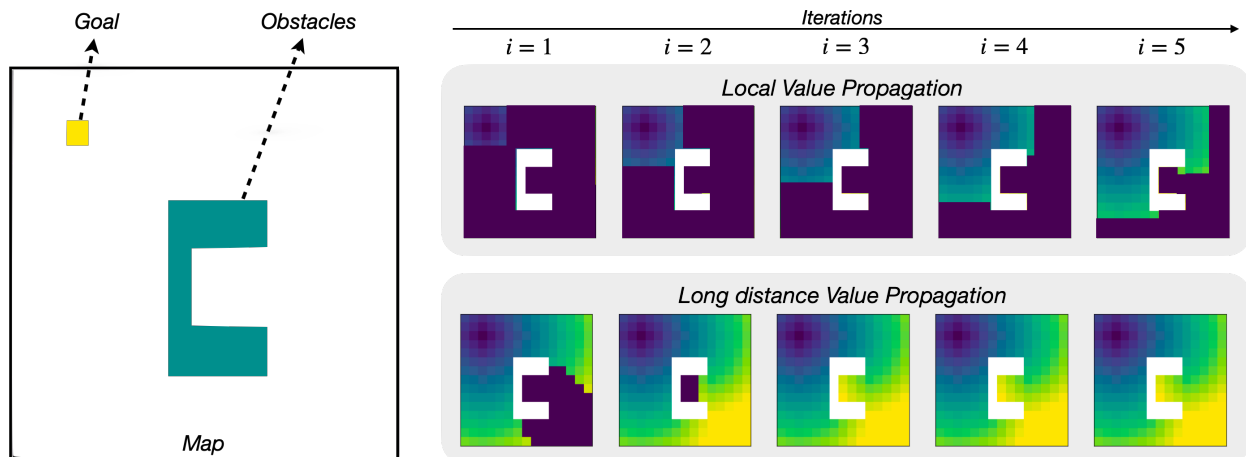 Goal
Obstacles
Map
Iterations
i = 1
i = 2
i = 3
i = 4
i = 5
Local Value Propagation
Long distance Value Propagation